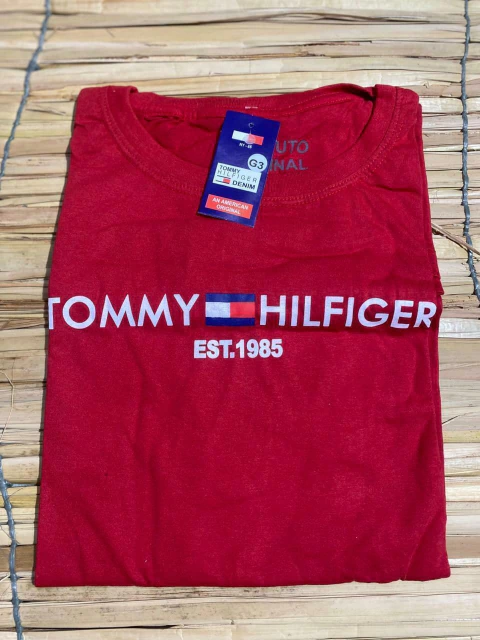 UTO
INAL
G3
TOMMY
HILFIGER
DENIM
AN AMERICAN
ORIGINAL
TOMMY HILFIGER
EST.1985